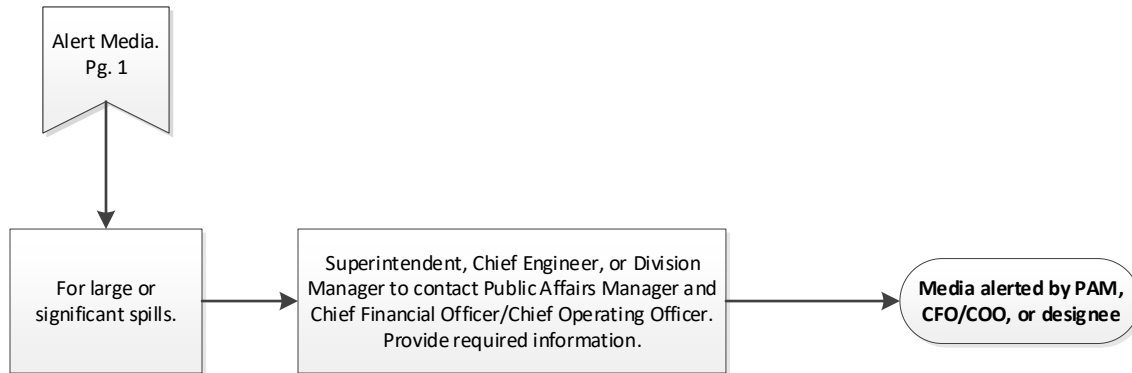 Alert Media.
Pg. 1
For large or
significant spills.
Superintendent, Chief Engineer, or Division
Manager to contact Public Affairs Manager and
Chief Financial Officer/Chief Operating Officer.
Provide required information.
Media alerted by PAM,
CFO/COO, or designee